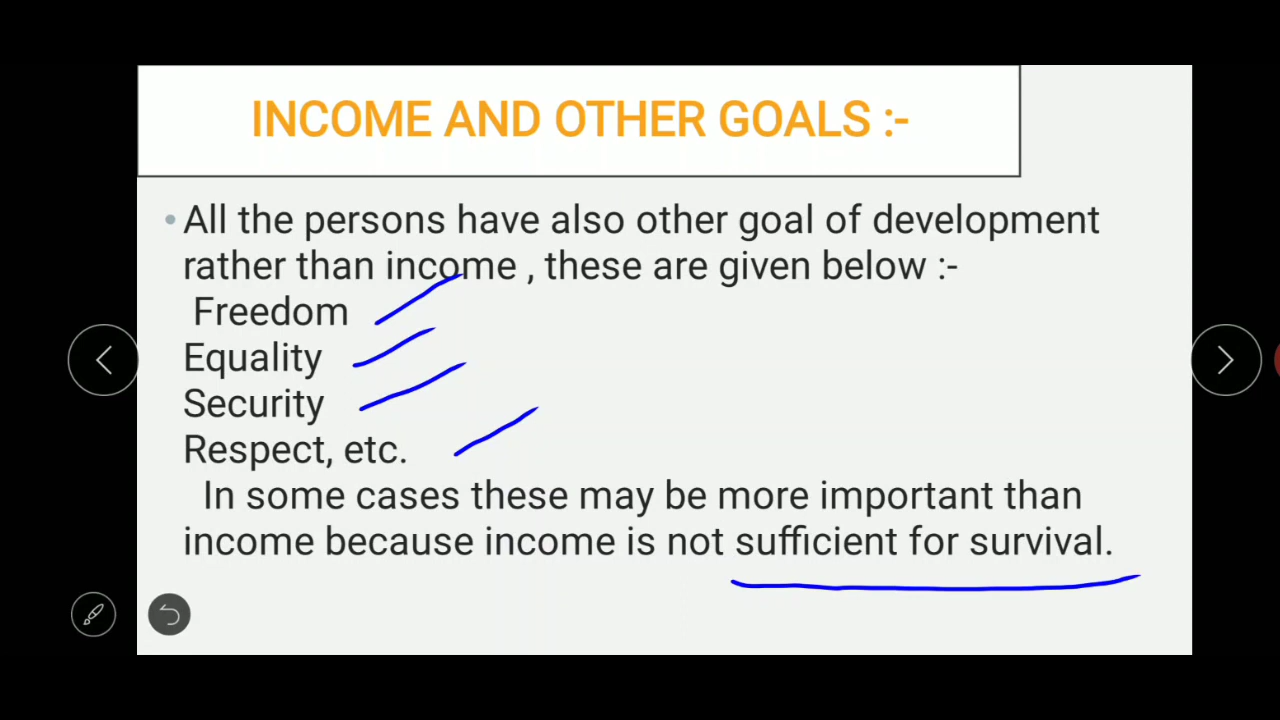 INCOME AND OTHER GOALS :-
• All the persons have also other goal of development
rather than income , these are given below :-
Freedom
Equality
Security
Respect, etc.
In some cases these may be more important than
income because income is not sufficient for survival.